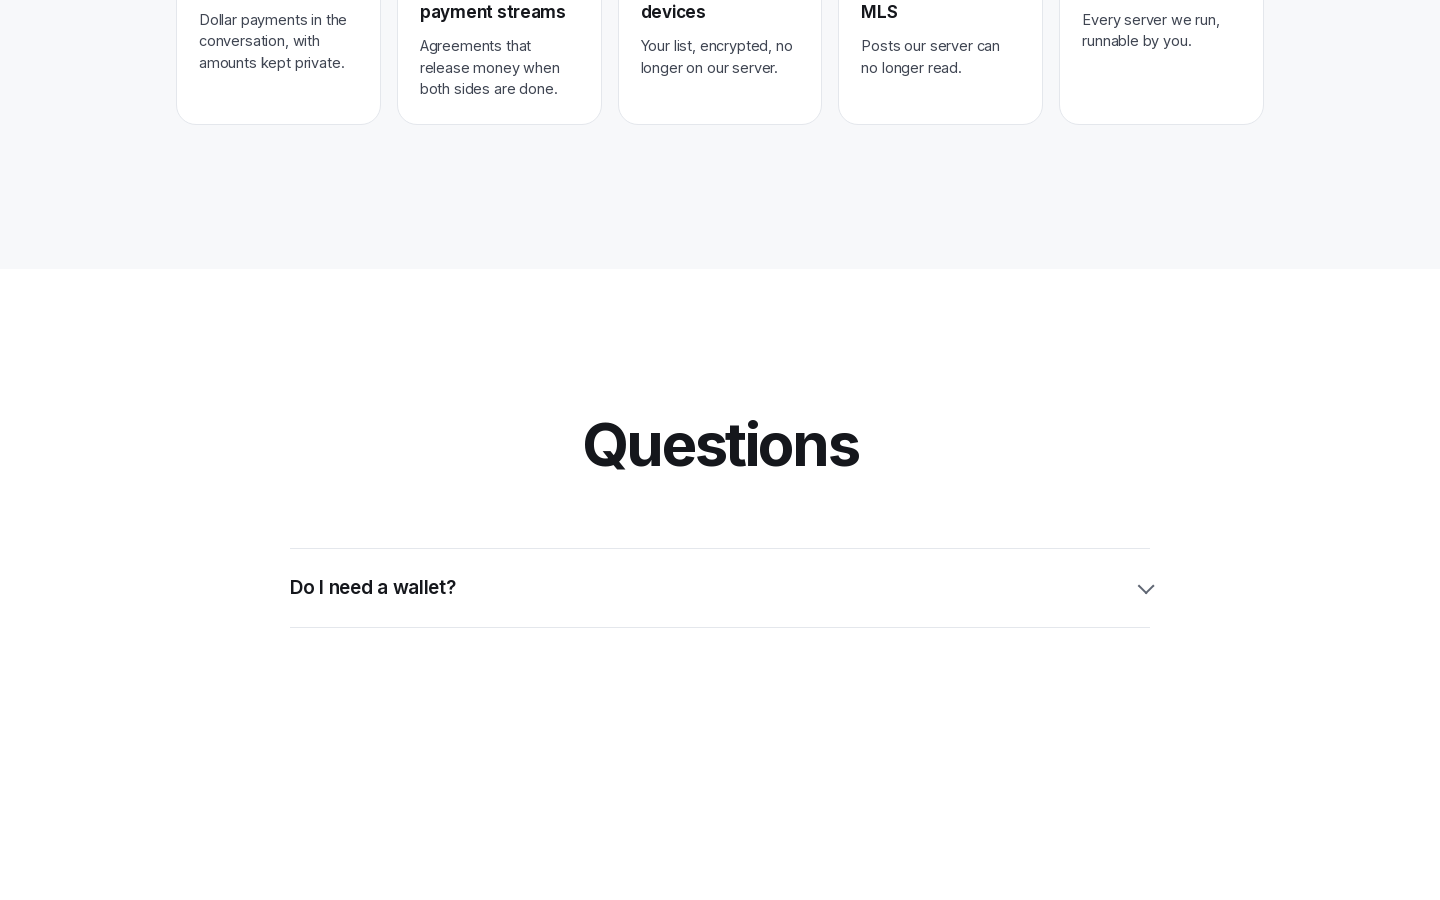 Dollar payments in the
conversation, with
amounts kept private.
payment streams
Agreements that
release money when
both sides are done.
devices
Your list, encrypted, no
longer on our server.
MLS
Posts our server can
no longer read.
Every server we run,
runnable by you.
Questions
Do I need a wallet?